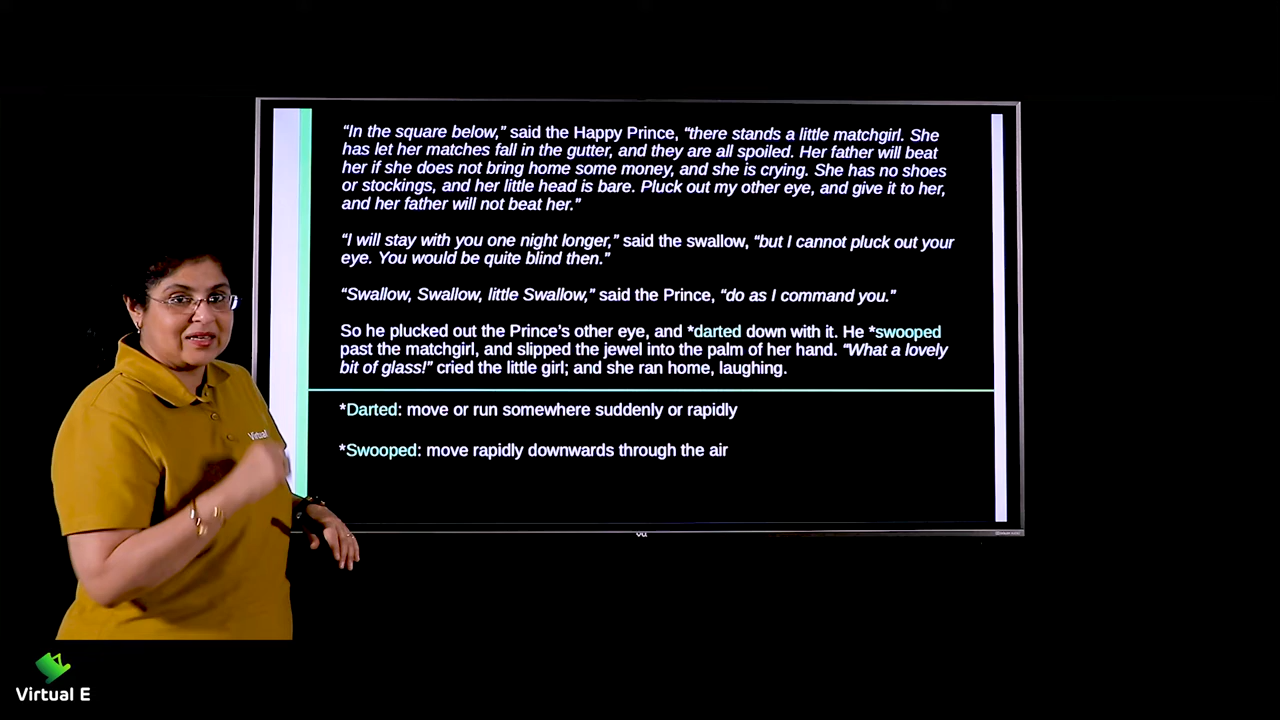 “In the square below,” said the Happy Prince, “there stands a little matchgirl. She
has let her matches fall in the gutter, and they are all spoiled. Her father will beat
her if she does not bring home some money, and she is crying. She has no shoes
or stockings, and her little head is bare. Pluck out my other eye, and give it to her,
and her father will not beat her.”
“I will stay with you one night longer,” said the swallow, “but I cannot pluck out your
eye. You would be quite blind then.”
“Swallow, Swallow, little Swallow,” said the Prince, “do as I command you.”
So he plucked out the Prince’s other eye, and *darted down with it. He *swooped
past the matchgirl, and slipped the jewel into the palm of her hand. “What a lovely
bit of glass!” cried the little girl; and she ran home, laughing.
*Darted: move or run somewhere suddenly or rapidly
*Swooped: move rapidly downwards through the air
Virtual
Virtual E